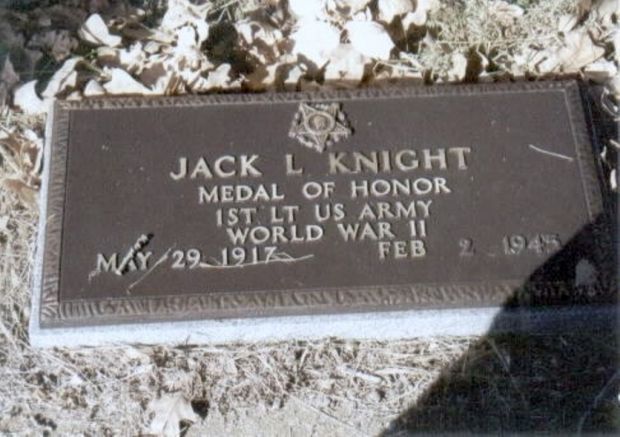 JACK L KNIGHT
MEDAL OF HONOR
1ST LT US ARMY
WORLD WAR II
MAY 29 1917 FEB 2 1945